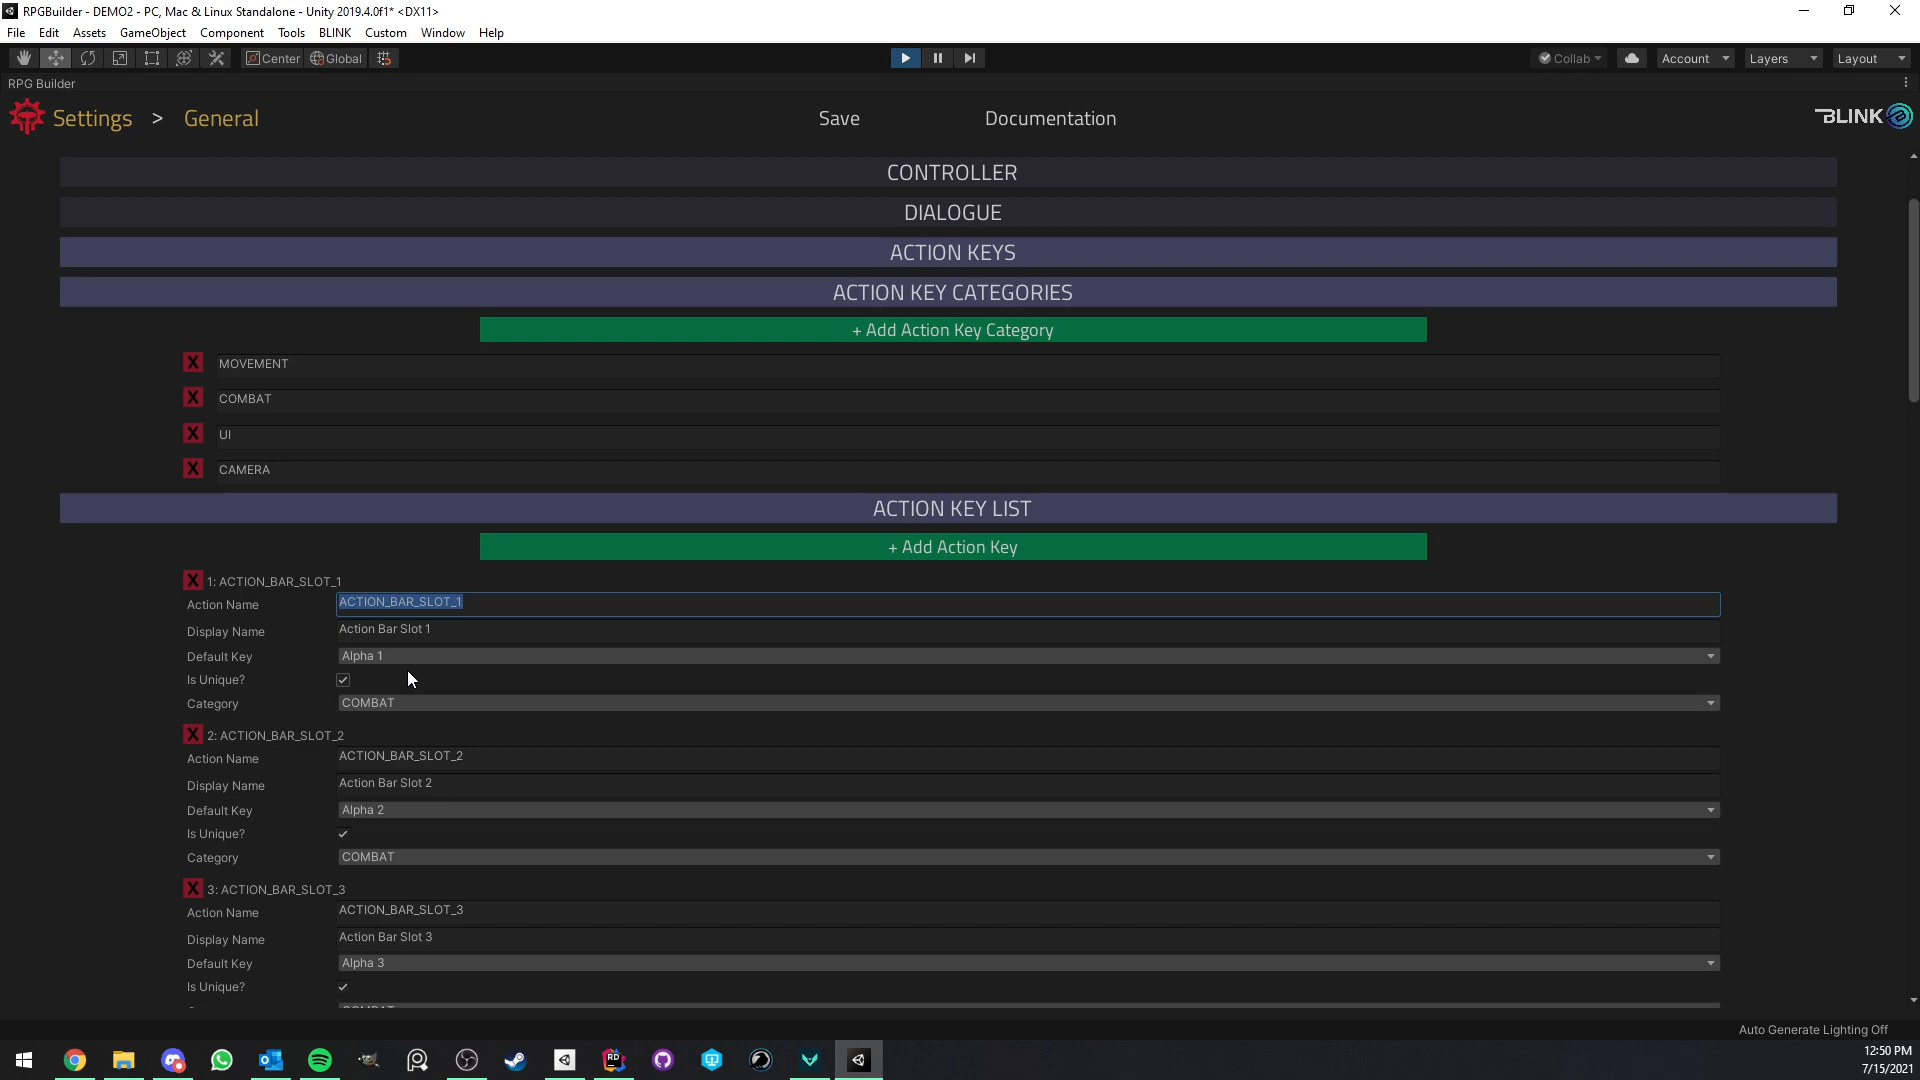 RPGBuilder - DEMO2 - PC, Mac & Linux Standalone - Unity 2019.4.0f1* <DX11>
File Edit Assets GameObject Component Tools BLINK Custom Window Help
Center Global Collab Account Layers Layout
RPG Builder
Settings > General Save Documentation BLINK
CONTROLLER
DIALOGUE
ACTION KEYS
ACTION KEY CATEGORIES
+ Add Action Key Category
X MOVEMENT
X COMBAT
X UI
X CAMERA
ACTION KEY LIST
+ Add Action Key
X 1: ACTION_BAR_SLOT_1
Action Name ACTION_BAR_SLOT_1
Display Name Action Bar Slot 1
Default Key Alpha 1
Is Unique?
Category COMBAT
X 2: ACTION_BAR_SLOT_2
Action Name ACTION_BAR_SLOT_2
Display Name Action Bar Slot 2
Default Key Alpha 2
Is Unique?
Category COMBAT
X 3: ACTION_BAR_SLOT_3
Action Name ACTION_BAR_SLOT_3
Display Name Action Bar Slot 3
Default Key Alpha 3
Is Unique?
Auto Generate Lighting Off
RD
12:50 PM
7/15/2021